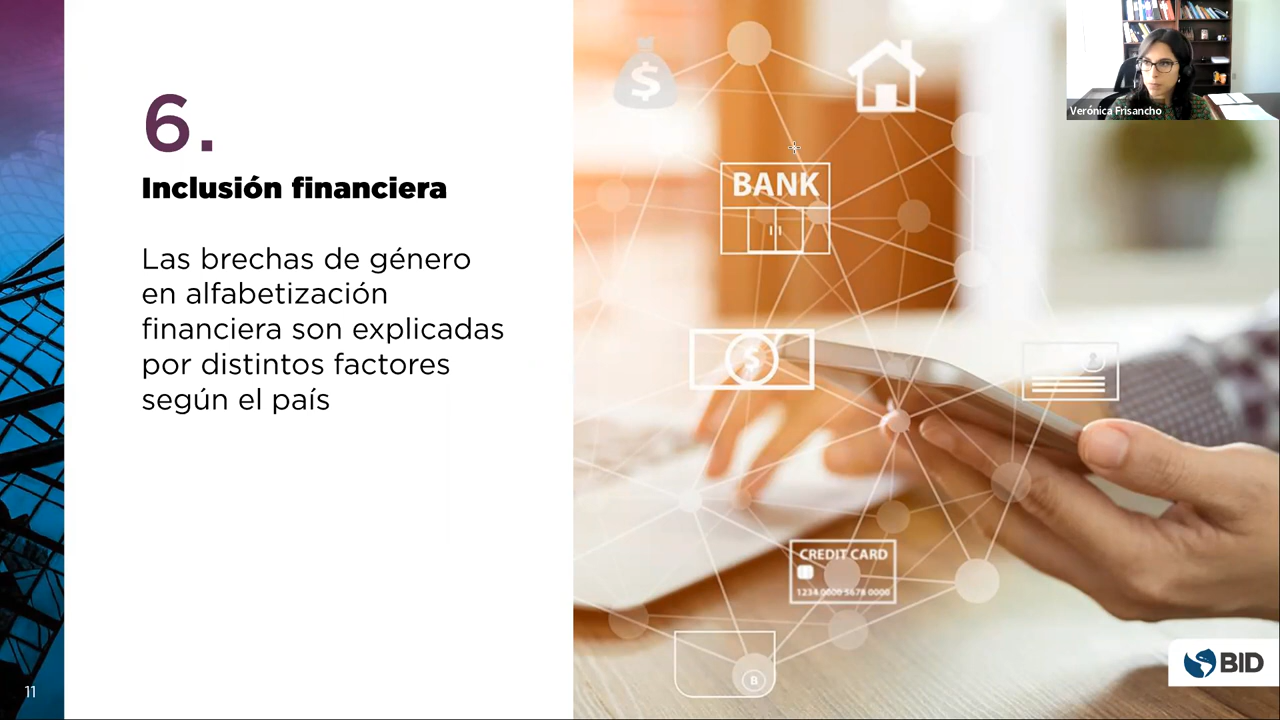 6.
Inclusión financiera
Las brechas de género
en alfabetización
financiera son explicadas
por distintos factores
según el país
11
$
BANK
$
CREDIT CARD
1234 0000 5678 0000
B
Verónica Frisancho
BID